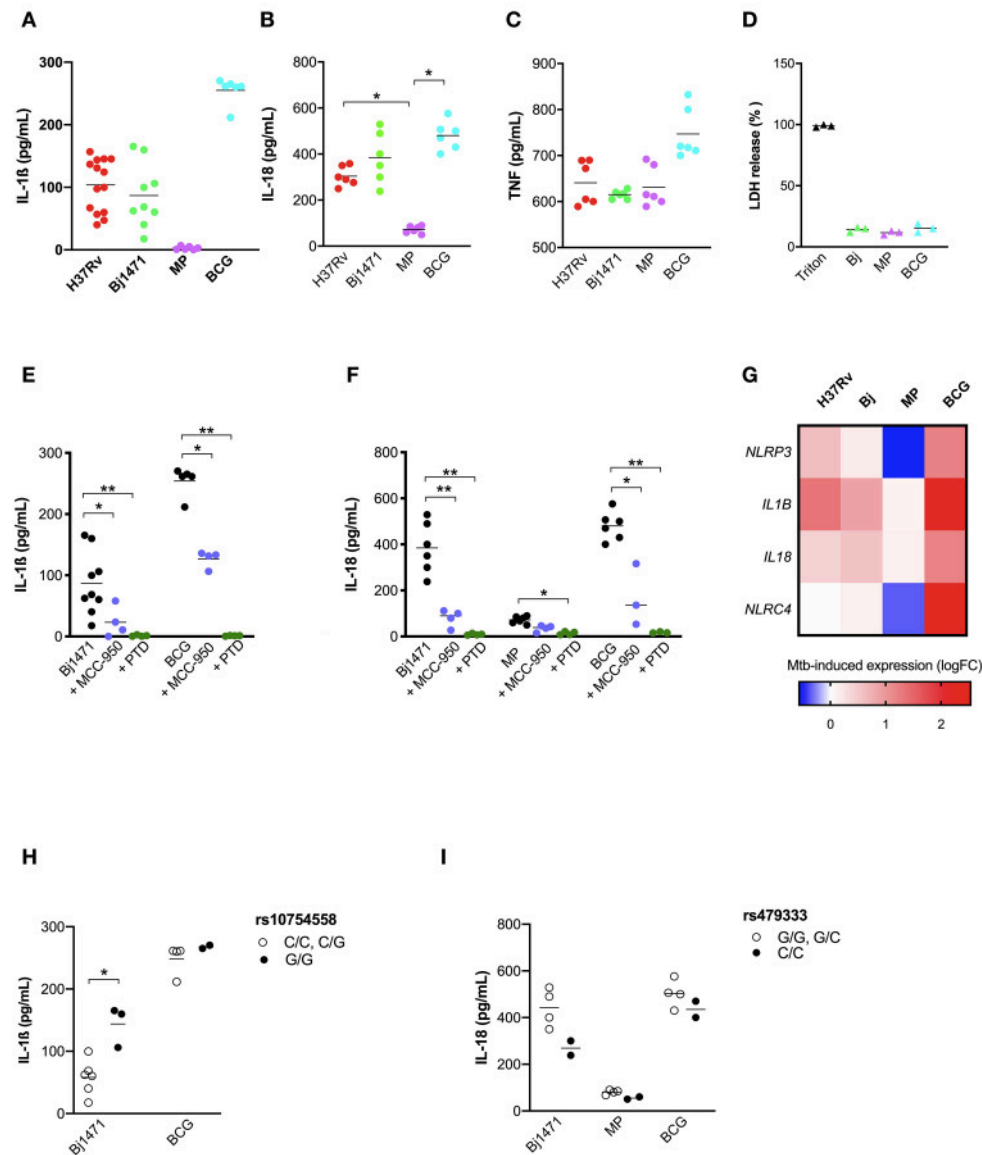 A
IL-1ß (pg/mL)
300
200
100
0
H37Rv
Bj1471
MP
BCG
B
IL-18 (pg/mL)
800
600
400
200
0
*
*
H37Rv
Bj1471
MP
BCG
C
TNF (pg/mL)
900
800
700
600
500
H37Rv
Bj1471
MP
BCG
D
LDH release (% )
150
100
50
0
Triton
Bj
MP
BCG
E
IL-1ß (pg/mL)
300
200
100
0
**
*
**
*
Bj1471
+ MCC-950
+ PTD
BCG
+ MCC-950
+ PTD
F
IL-18 (pg/mL)
800
600
400
200
0
**
**
*
**
*
Bj1471
+ MCC-950
+ PTD
MP
+ MCC-950
+ PTD
BCG
+ MCC-950
+ PTD
G
H37Rv
Bj
MP
BCG
NLRP3
IL1B
IL18
NLRC4
Mtb-induced expression (logFC)
0
1
2
H
IL-1ß (pg/mL)
300
200
100
0
*
Bj1471
BCG
rs10754558
C/C, C/G
G/G
I
IL-18 (pg/mL)
800
600
400
200
0
Bj1471
MP
BCG
rs479333
G/G, G/C
C/C